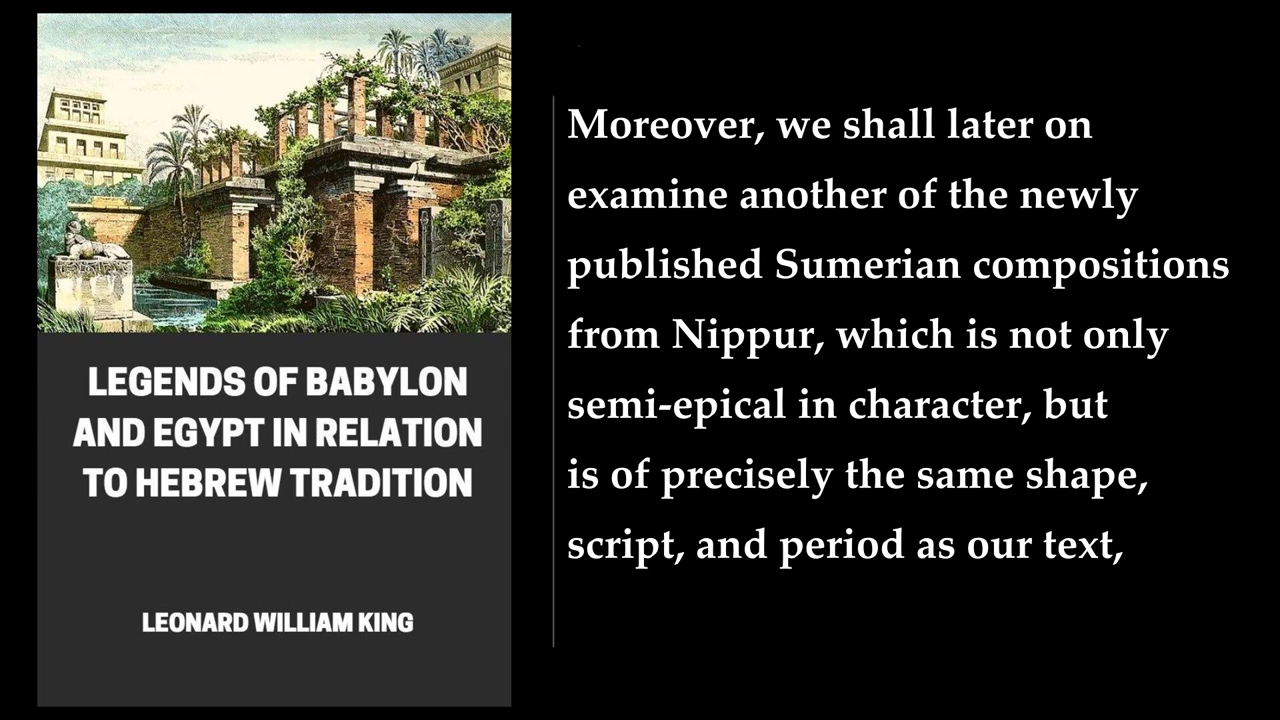 LEGENDS OF BABYLON
AND EGYPT IN RELATION
TO HEBREW TRADITION
LEONARD WILLIAM KING
Moreover, we shall later on
examine another of the newly
published Sumerian compositions
from Nippur, which is not only
semi-epical in character, but
is of precisely the same shape,
script, and period as our text,